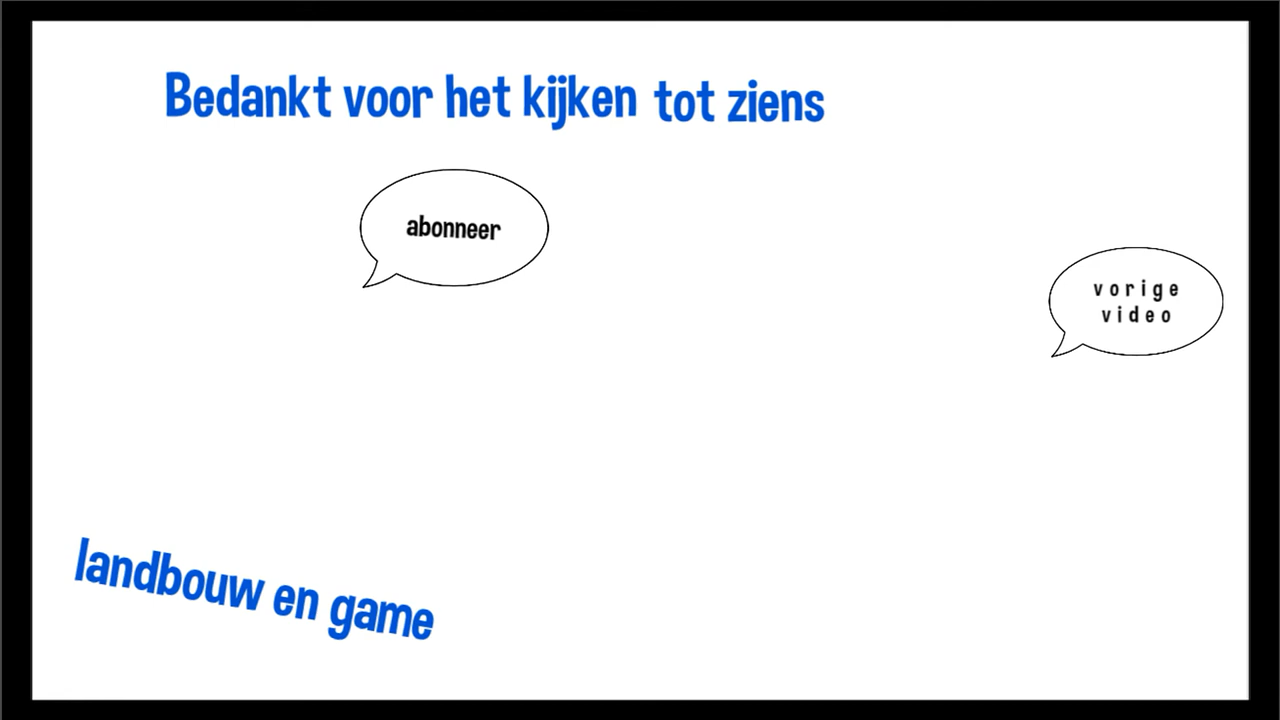 Bedankt voor het kijken tot ziens
abonneer
vorige
video
landbouw en game